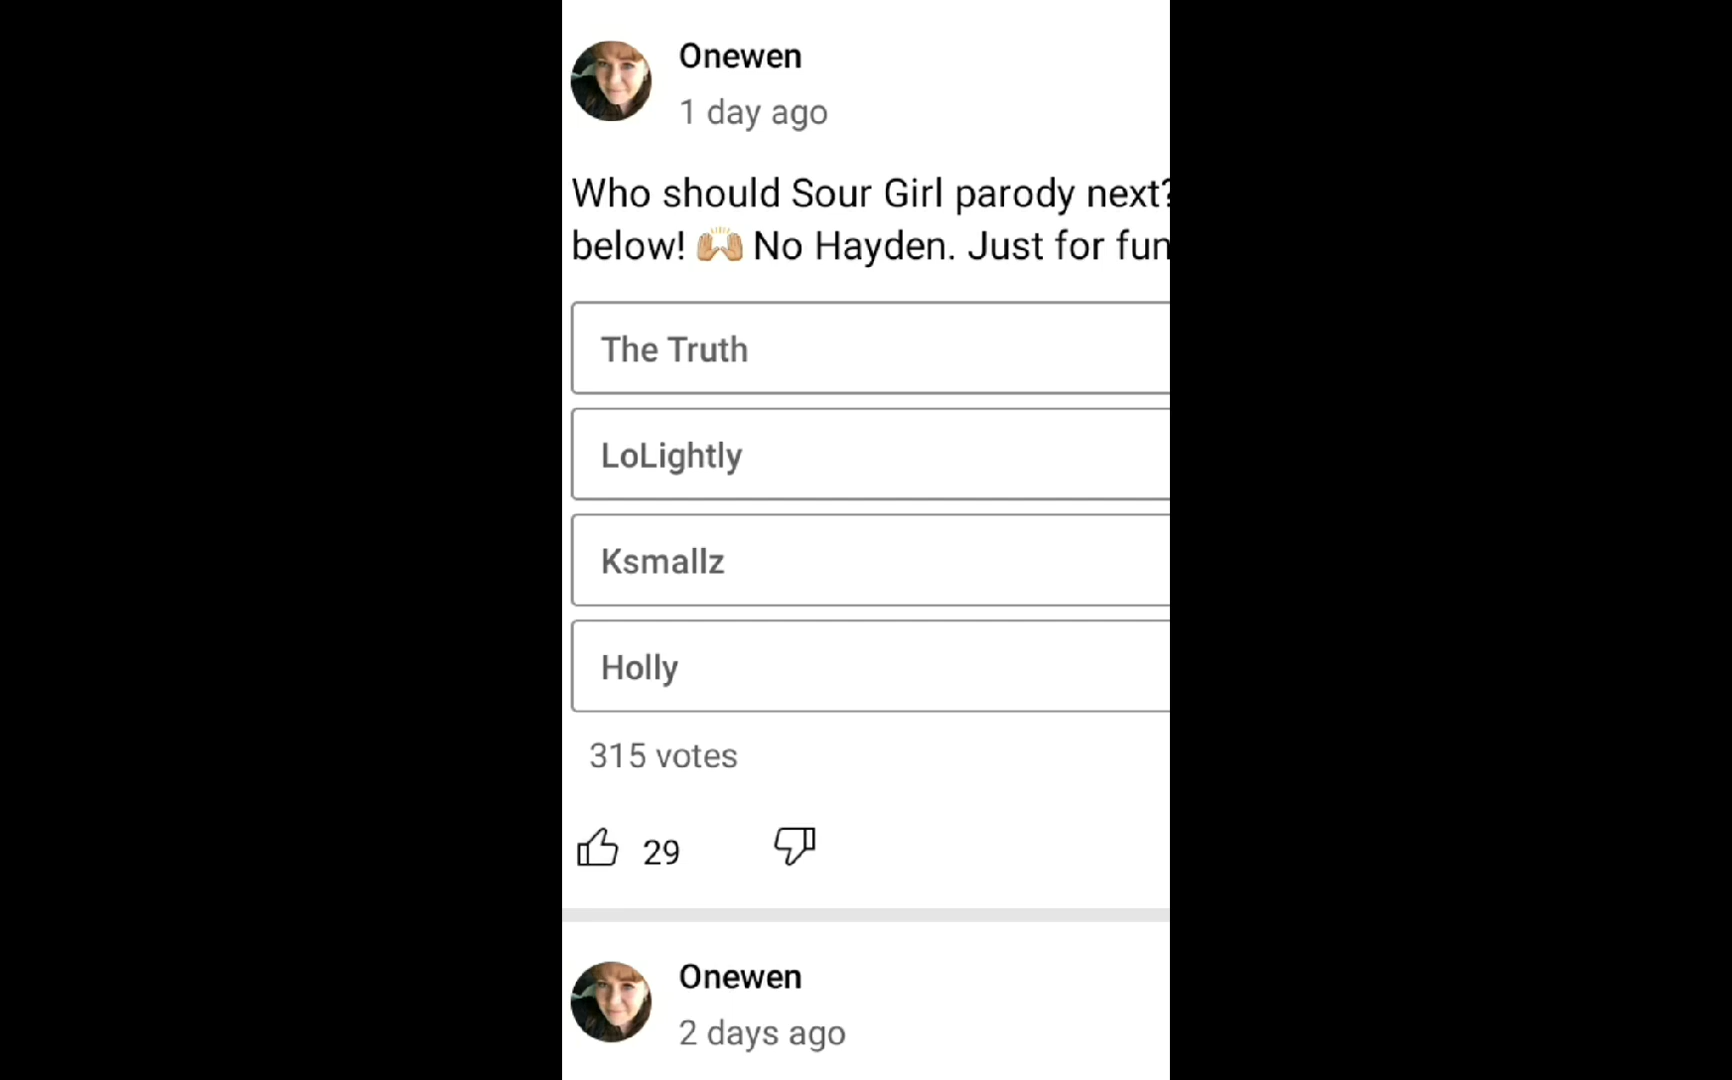 Onewen
1 day ago
Who should Sour Girl parody next?
below! 🙌🏼 No Hayden. Just for fun
The Truth
LoLightly
Ksmallz
Holly
315 votes
29
Onewen
2 days ago